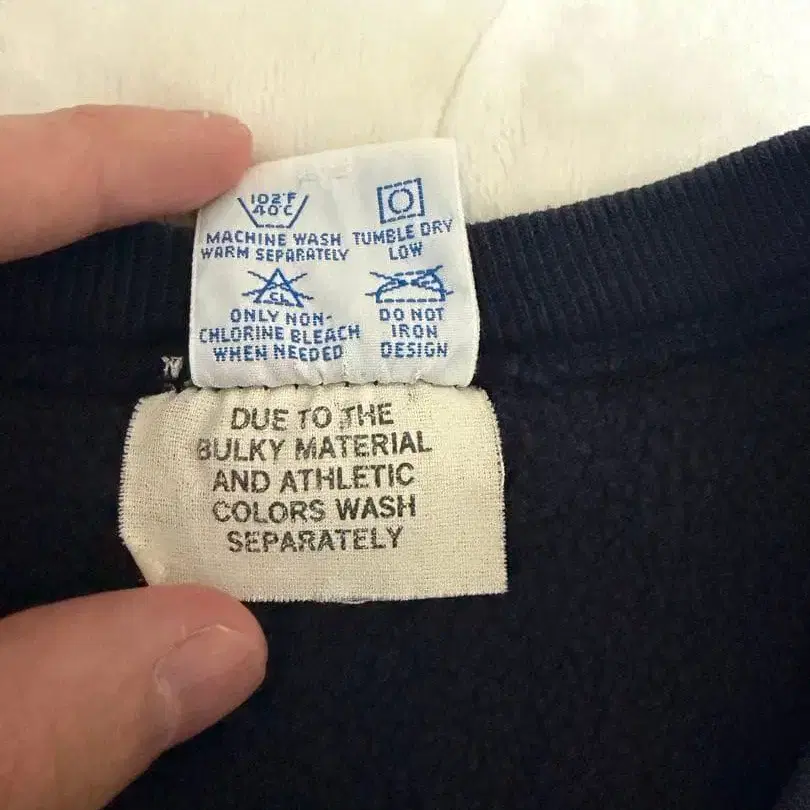 102°F
40°C
MACHINE WASH
WARM SEPARATELY
TUMBLE DRY
LOW
CL
ONLY NON-
CHLORINE BLEACH
WHEN NEEDED
DO NOT
IRON
DESIGN
DUE TO THE
BULKY MATERIAL
AND ATHLETIC
COLORS WASH
SEPARATELY